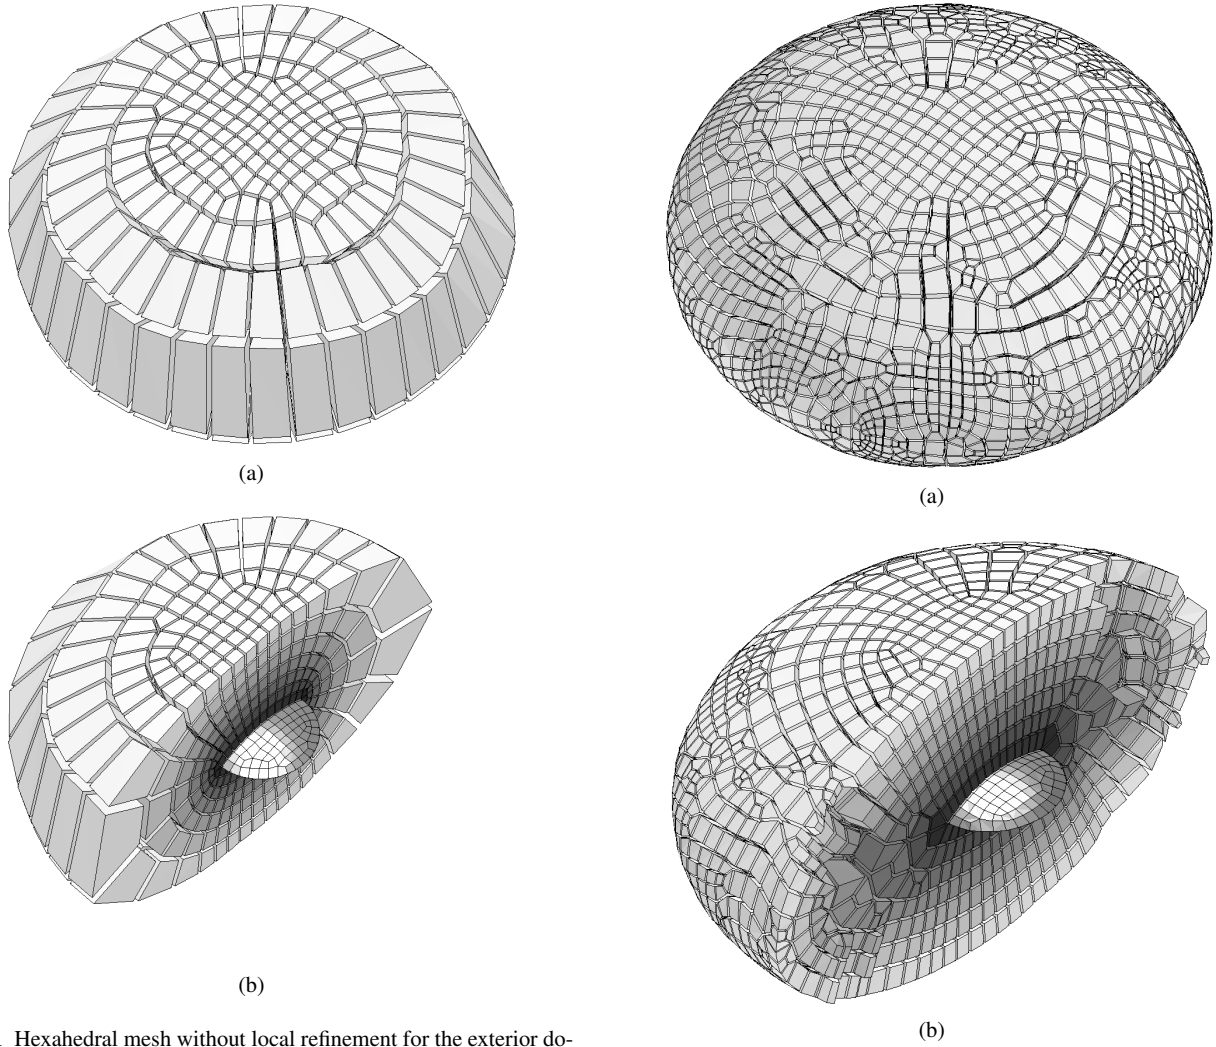 (a)
(b)
Hexahedral mesh without local refinement for the exterior do-
(a)
(b)